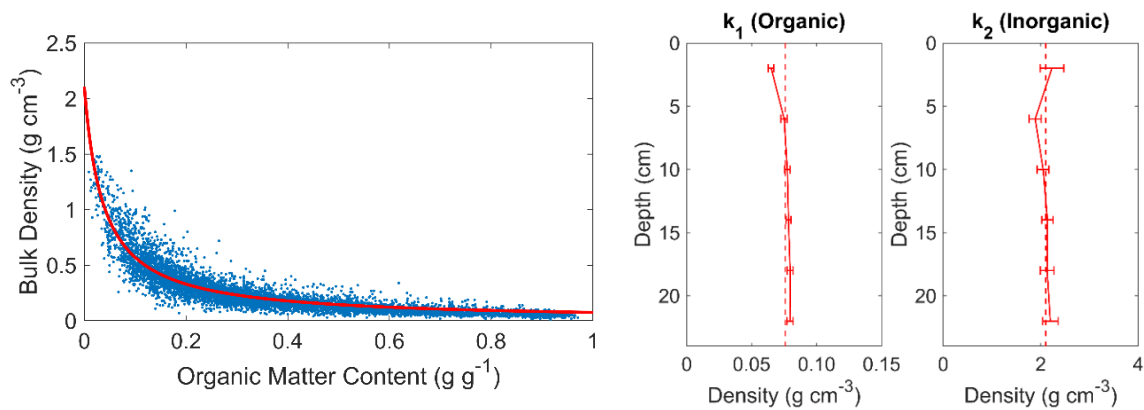 2.5
2
1.5
1
0.5
0
Bulk Density (g cm⁻³)
0 0.2 0.4 0.6 0.8 1
Organic Matter Content (g g⁻¹)
k₁ (Organic)
0
5
10
15
20
Depth (cm)
0 0.05 0.10 0.15
Density (g cm⁻³)
k₂ (Inorganic)
0
5
10
15
20
Depth (cm)
0 2 4
Density (g cm⁻³)